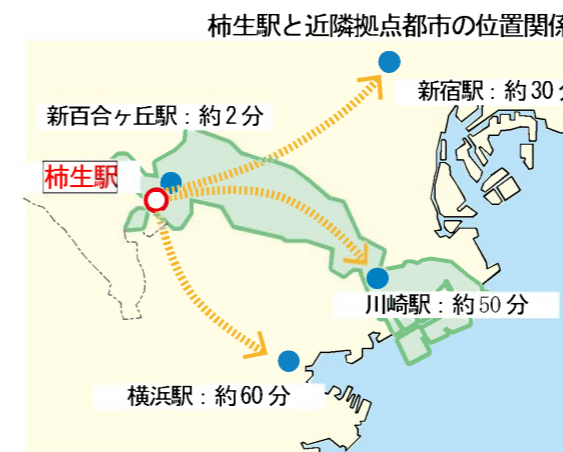 柿生駅と近隣拠点都市の位置関係
新宿駅：約30分
新百合ヶ丘駅：約２分
柿生駅
川崎駅：約50分
横浜駅：約60分